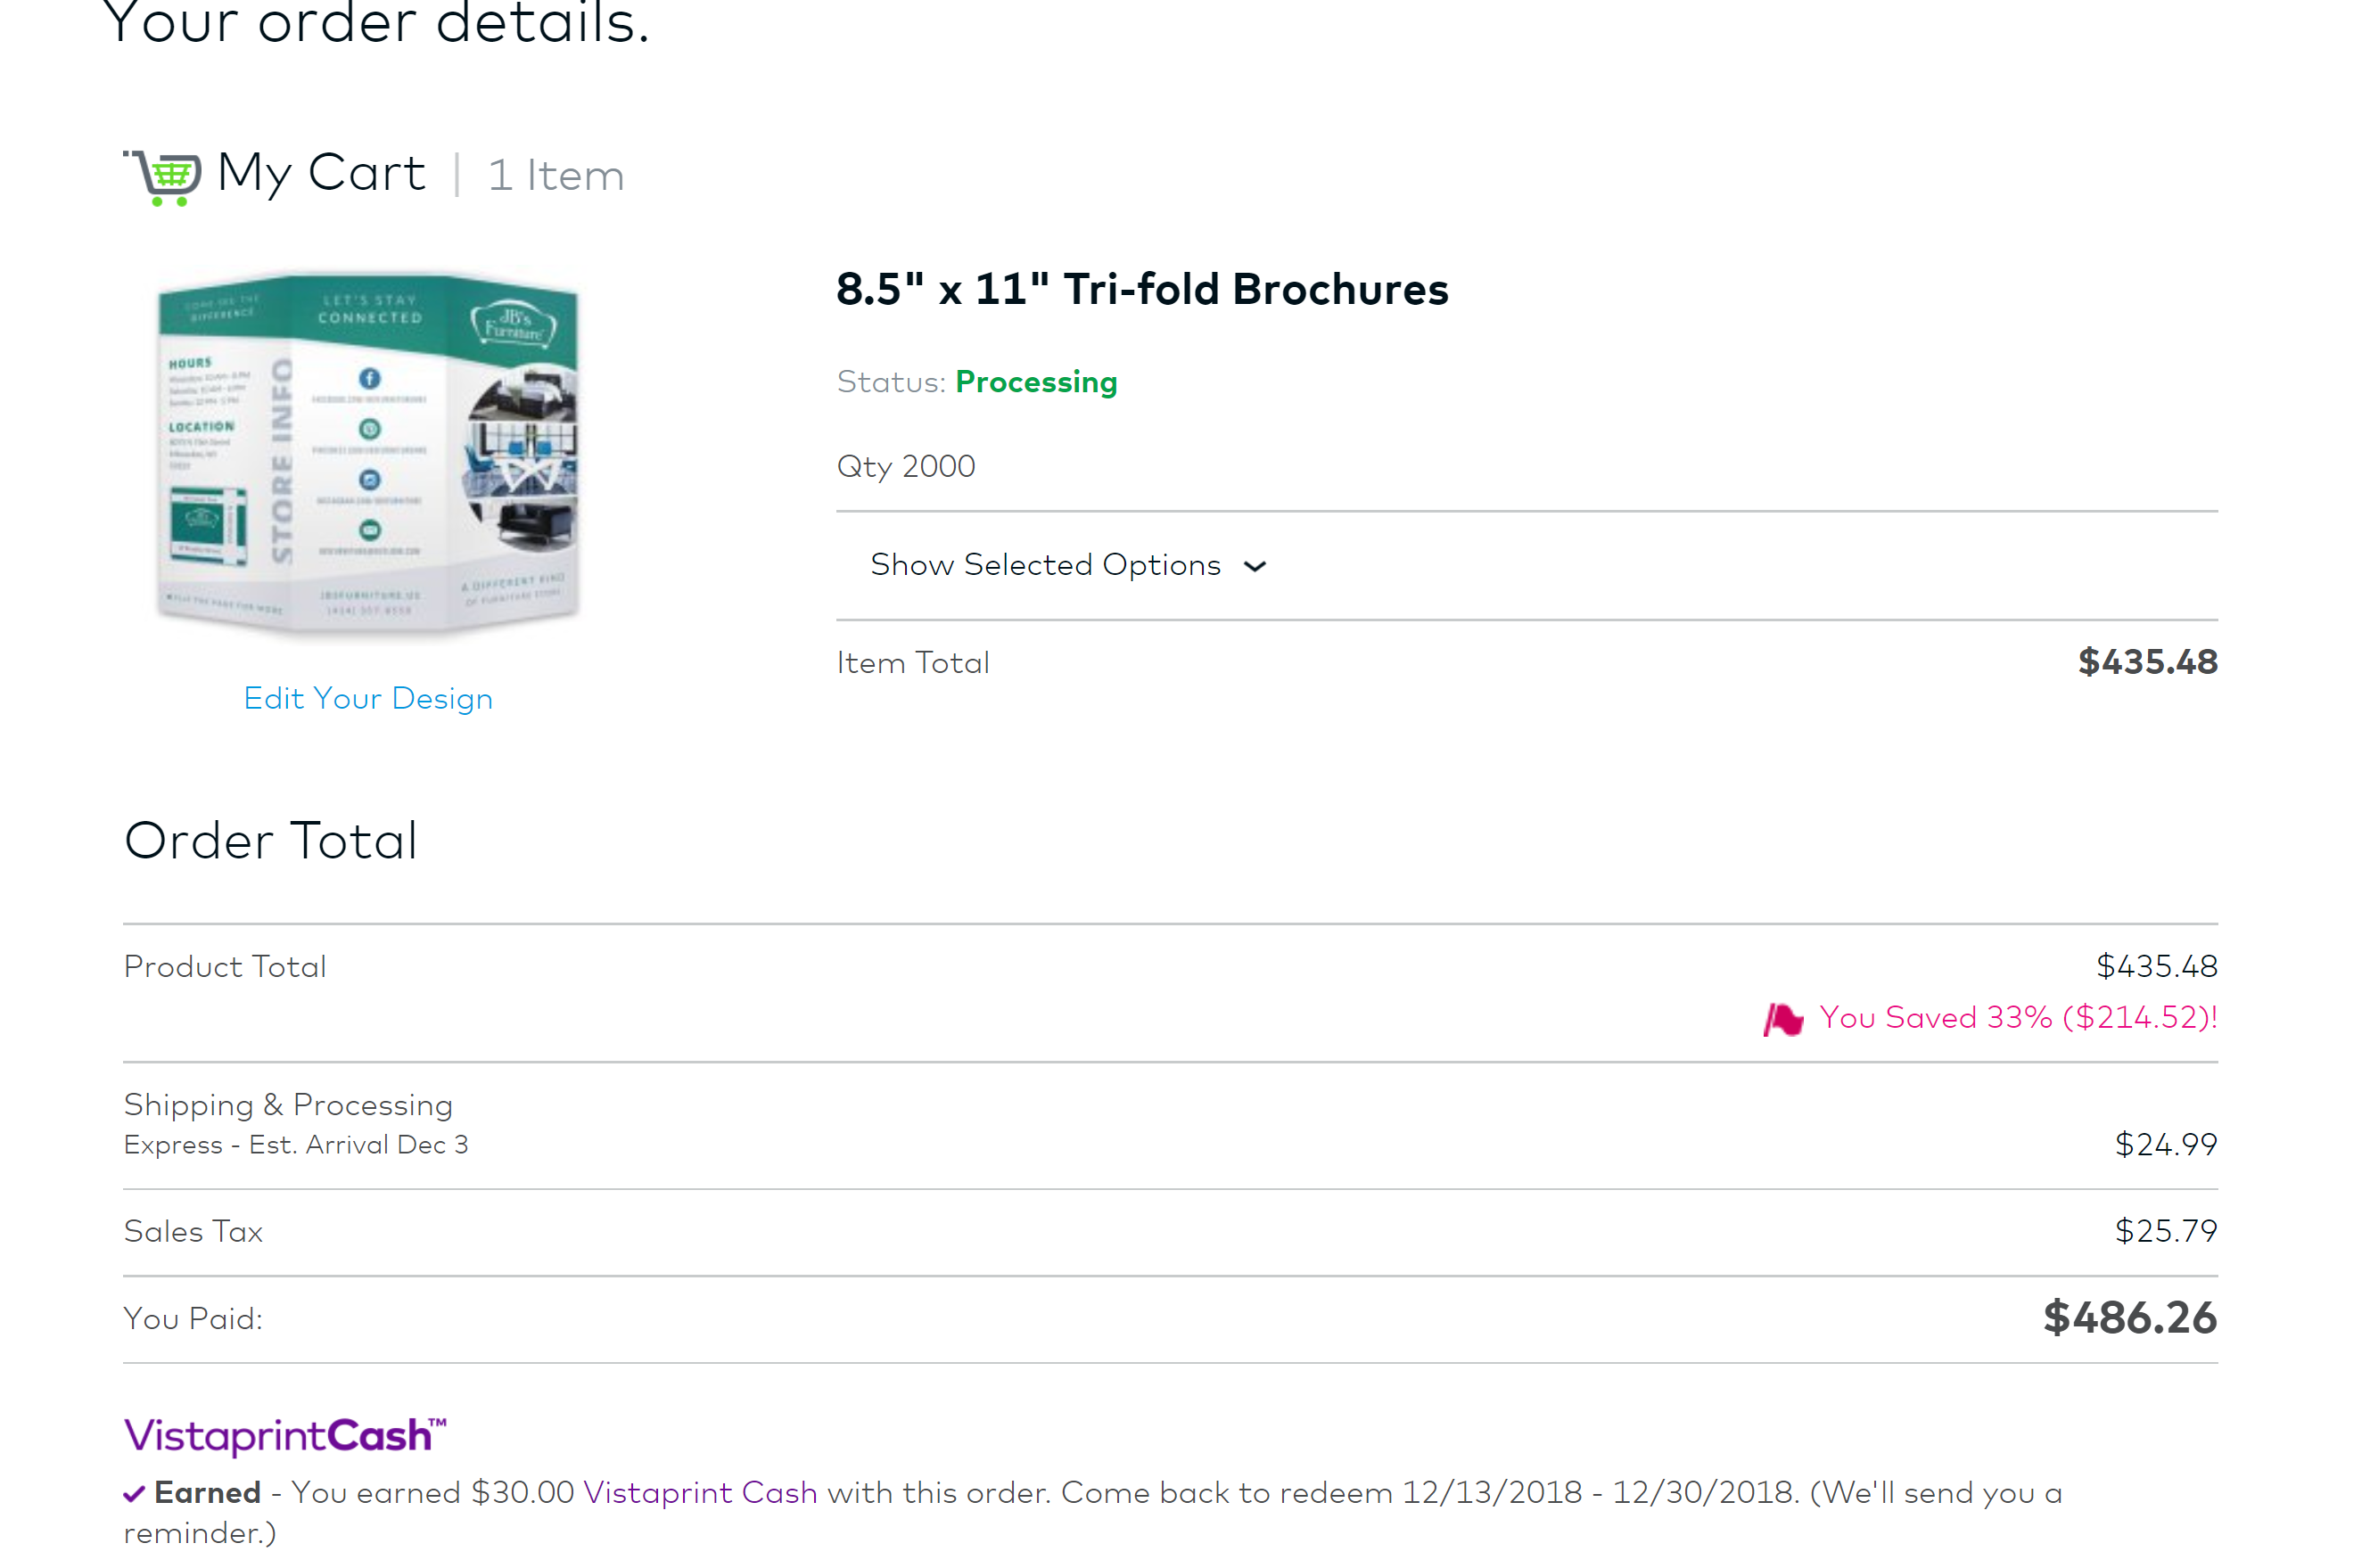 Your order details.
My Cart | 1 Item
COME SEE THE
DIFFERENCE
LET'S STAY
CONNECTED
JB's
Furniture
HOURS
LOCATION
STORE INFO
A DIFFERENT KIND
OF FURNITURE STORE
Edit Your Design
8.5" x 11" Tri-fold Brochures
Status: Processing
Qty 2000
Show Selected Options
Item Total $435.48
Order Total
Product Total $435.48
You Saved 33% ($214.52)!
Shipping & Processing
Express - Est. Arrival Dec 3 $24.99
Sales Tax $25.79
You Paid: $486.26
VistaprintCash™
Earned - You earned $30.00 Vistaprint Cash with this order. Come back to redeem 12/13/2018 - 12/30/2018. (We'll send you a
reminder.)